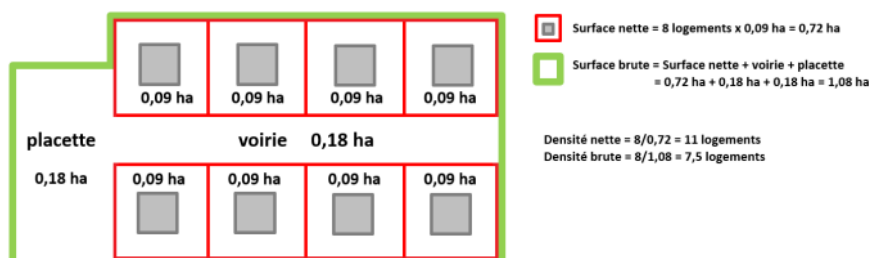 0,09 ha 0,09 ha 0,09 ha 0,09 ha
placette voirie 0,18 ha
0,18 ha 0,09 ha 0,09 ha 0,09 ha 0,09 ha
Surface nette = 8 logements x 0,09 ha = 0,72 ha
Surface brute = Surface nette + voirie + placette
= 0,72 ha + 0,18 ha + 0,18 ha = 1,08 ha
Densité nette = 8/0,72 = 11 logements
Densité brute = 8/1,08 = 7,5 logements